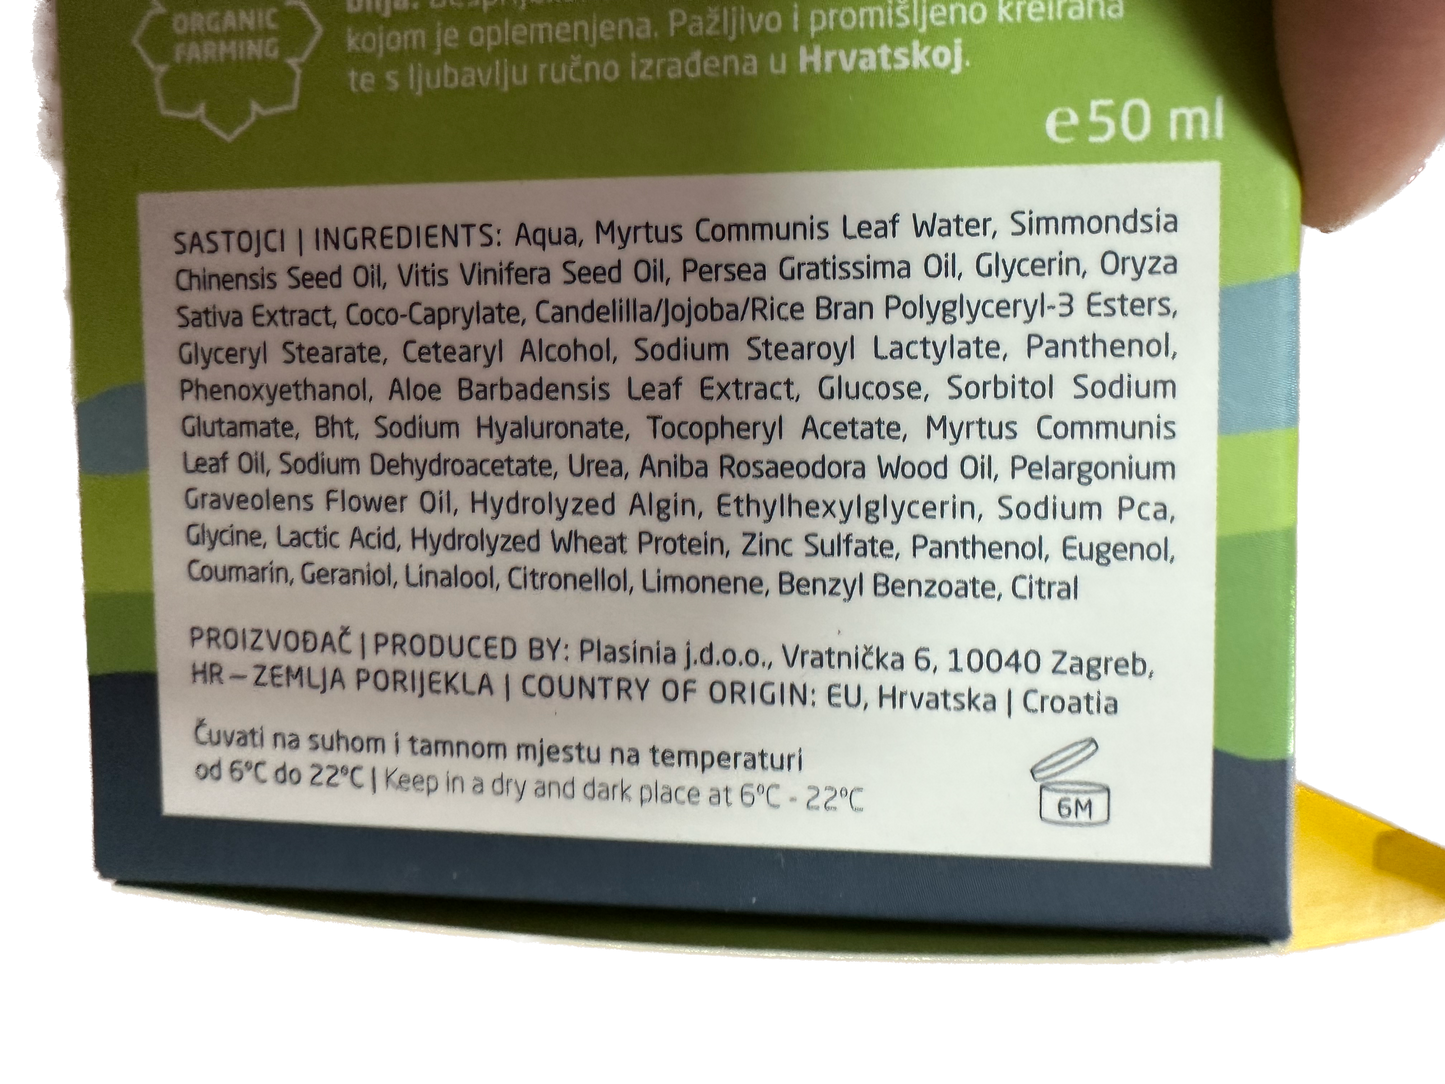 ORGANIC
FARMING
kojom je oplemenjena. Pažljivo i promišljeno kreirana
te s ljubavlju ručno izrađena u Hrvatskoj.
e 50 ml
SASTOJCI | INGREDIENTS: Aqua, Myrtus Communis Leaf Water, Simmondsia
Chinensis Seed Oil, Vitis Vinifera Seed Oil, Persea Gratissima Oil, Glycerin, Oryza
Sativa Extract, Coco-Caprylate, Candelilla/Jojoba/Rice Bran Polyglyceryl-3 Esters,
Glyceryl Stearate, Cetearyl Alcohol, Sodium Stearoyl Lactylate, Panthenol,
Phenoxyethanol, Aloe Barbadensis Leaf Extract, Glucose, Sorbitol Sodium
Glutamate, Bht, Sodium Hyaluronate, Tocopheryl Acetate, Myrtus Communis
Leaf Oil, Sodium Dehydroacetate, Urea, Aniba Rosaeodora Wood Oil, Pelargonium
Graveolens Flower Oil, Hydrolyzed Algin, Ethylhexylglycerin, Sodium Pca,
Glycine, Lactic Acid, Hydrolyzed Wheat Protein, Zinc Sulfate, Panthenol, Eugenol,
Coumarin, Geraniol, Linalool, Citronellol, Limonene, Benzyl Benzoate, Citral
PROIZVOĐAČ | PRODUCED BY: Plasinia j.d.o.o., Vratnička 6, 10040 Zagreb,
HR – ZEMLJA PORIJEKLA | COUNTRY OF ORIGIN: EU, Hrvatska | Croatia
Čuvati na suhom i tamnom mjestu na temperaturi
od 6°C do 22°C | Keep in a dry and dark place at 6°C - 22°C
6M